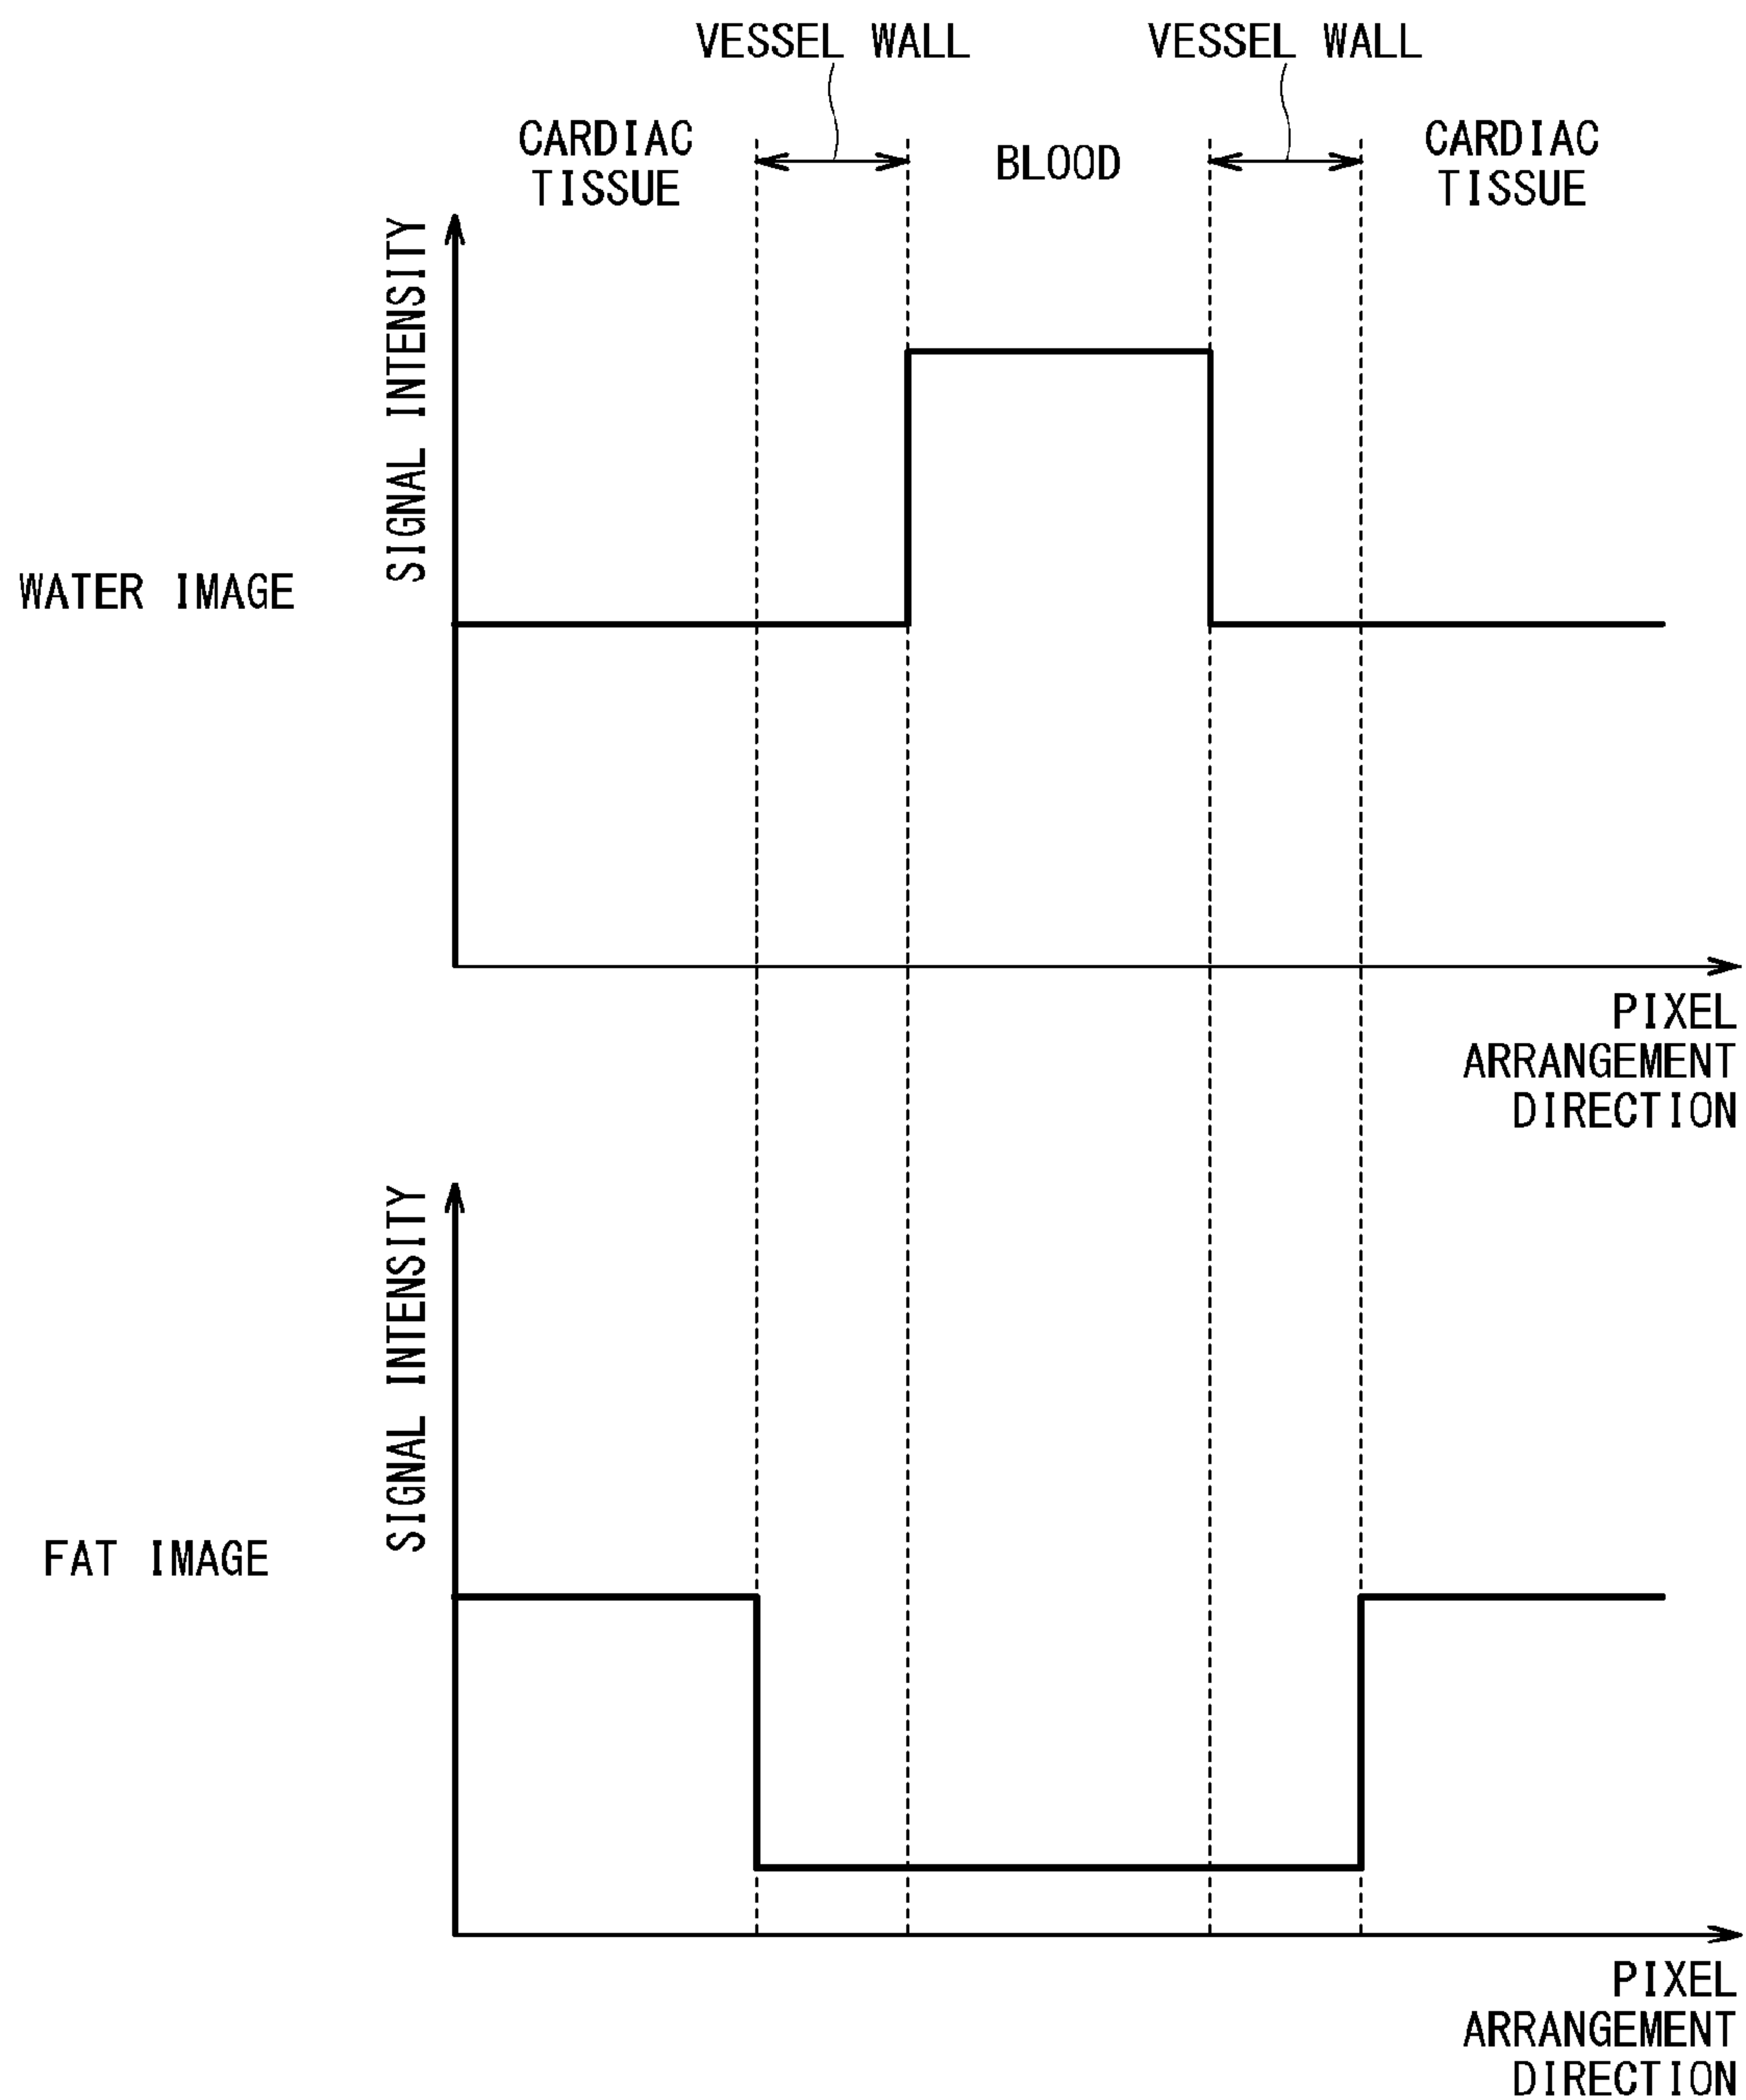 VESSEL WALL
VESSEL WALL
CARDIAC
TISSUE
BLOOD
CARDIAC
TISSUE
SIGNAL INTENSITY
WATER IMAGE
PIXEL
ARRANGEMENT
DIRECTION
SIGNAL INTENSITY
FAT IMAGE
PIXEL
ARRANGEMENT
DIRECTION